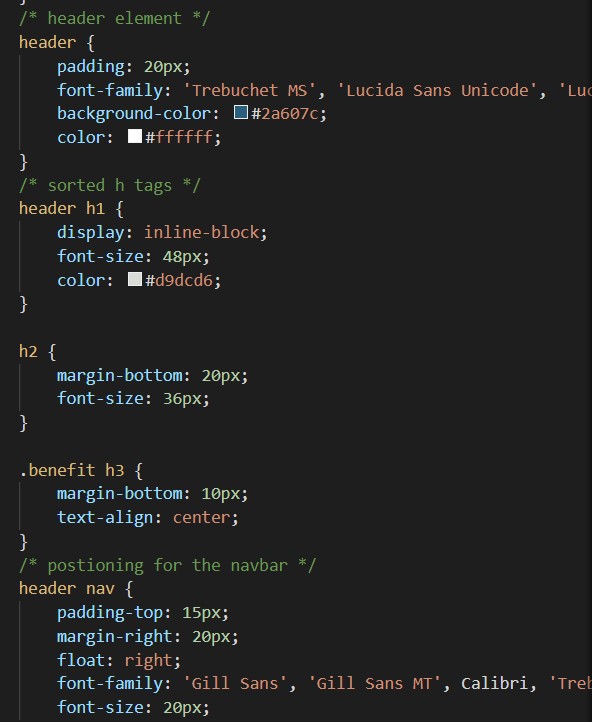 }
/* header element */
header {
    padding: 20px;
    font-family: 'Trebuchet MS', 'Lucida Sans Unicode', 'Luc
    background-color: #2a607c;
    color: #ffffff;
}
/* sorted h tags */
header h1 {
    display: inline-block;
    font-size: 48px;
    color: #d9dcd6;
}
h2 {
    margin-bottom: 20px;
    font-size: 36px;
}
.benefit h3 {
    margin-bottom: 10px;
    text-align: center;
}
/* postioning for the navbar */
header nav {
    padding-top: 15px;
    margin-right: 20px;
    float: right;
    font-family: 'Gill Sans', 'Gill Sans MT', Calibri, 'Treb
    font-size: 20px;